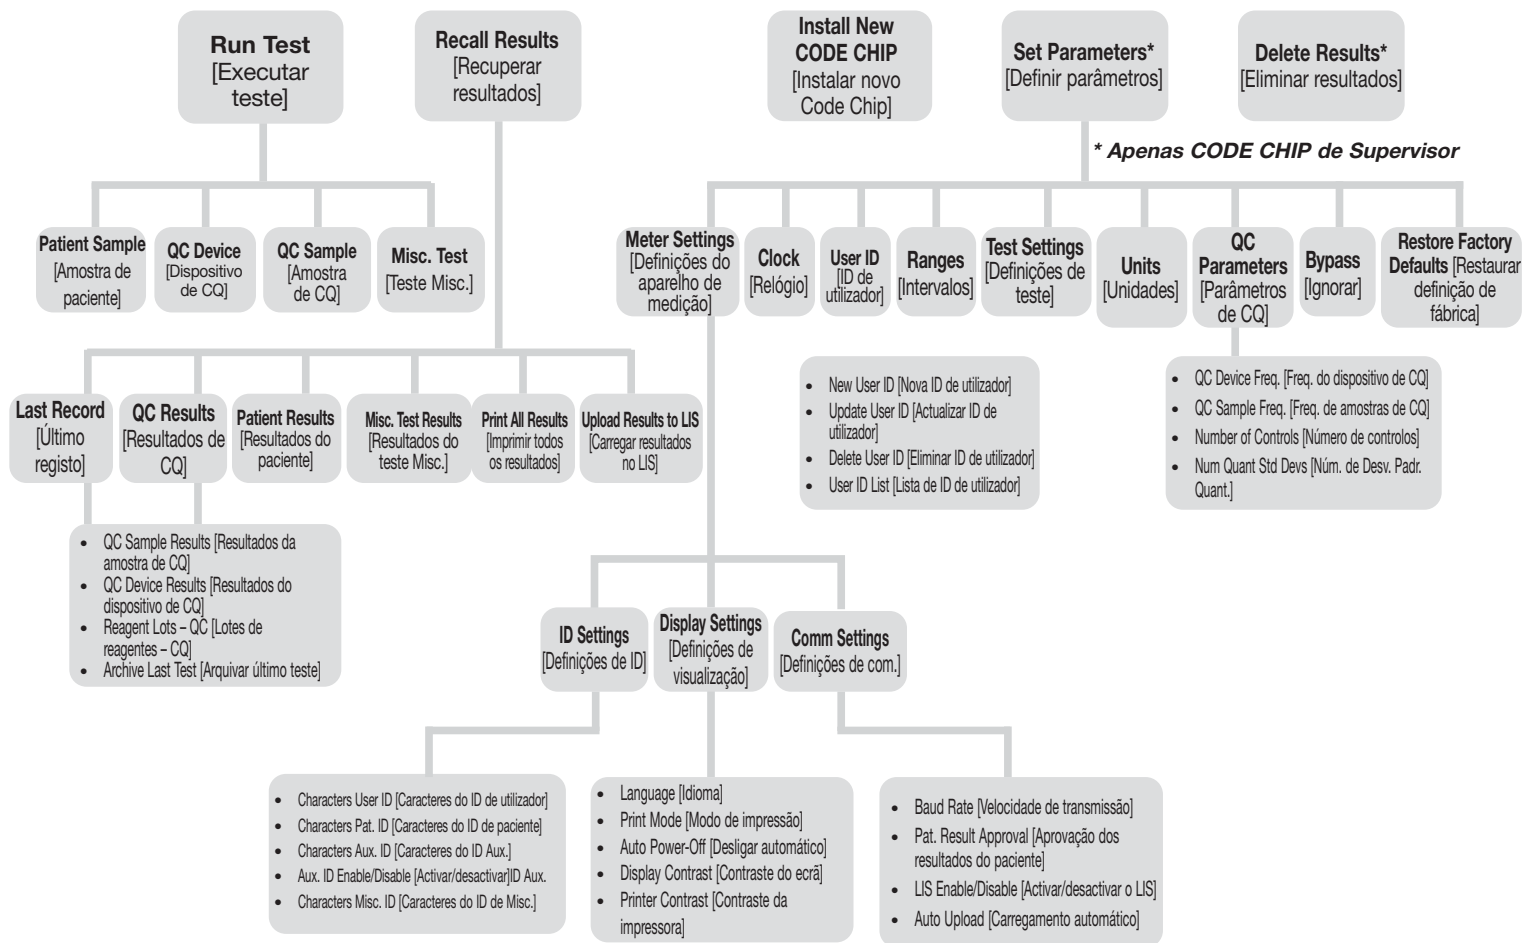 Run Test
[Executar
teste]
Recall Results
[Recuperar
resultados]
Install New
CODE CHIP
[Instalar novo
Code Chip]
Set Parameters*
[Definir parâmetros]
Delete Results*
[Eliminar resultados]
* Apenas CODE CHIP de Supervisor
Patient Sample
[Amostra de
paciente]
QC Device
[Dispositivo
de CQ]
QC Sample
[Amostra
de CQ]
Misc. Test
[Teste Misc.]
Meter Settings
[Definições do
aparelho de
medição]
Clock
[Relógio]
User ID
[ID de
utilizador]
Ranges
[Intervalos]
Test Settings
[Definições de
teste]
Units
[Unidades]
QC
Parameters
[Parâmetros
de CQ]
Bypass
[Ignorar]
Restore Factory
Defaults [Restaurar
definição de
fábrica]
Last Record
[Último
registo]
QC Results
[Resultados de
CQ]
Patient Results
[Resultados do
paciente]
Misc. Test Results
[Resultados do
teste Misc.]
Print All Results
[Imprimir todos
os resultados]
Upload Results to LIS
[Carregar resultados
no LIS]
• New User ID [Nova ID de utilizador]
• Update User ID [Actualizar ID de
utilizador]
• Delete User ID [Eliminar ID de utilizador]
• User ID List [Lista de ID de utilizador]
• QC Device Freq. [Freq. do dispositivo de CQ]
• QC Sample Freq. [Freq. de amostras de CQ]
• Number of Controls [Número de controlos]
• Num Quant Std Devs [Núm. de Desv. Padr.
Quant.]
• QC Sample Results [Resultados da
amostra de CQ]
• QC Device Results [Resultados do
dispositivo de CQ]
• Reagent Lots – QC [Lotes de
reagentes – CQ]
• Archive Last Test [Arquivar último teste]
ID Settings
[Definições de ID]
Display Settings
[Definições de
visualização]
Comm Settings
[Definições de com.]
• Characters User ID [Caracteres do ID de utilizador]
• Characters Pat. ID [Caracteres do ID de paciente]
• Characters Aux. ID [Caracteres do ID Aux.]
• Aux. ID Enable/Disable [Activar/desactivar]ID Aux.
• Characters Misc. ID [Caracteres do ID de Misc.]
• Language [Idioma]
• Print Mode [Modo de impressão]
• Auto Power-Off [Desligar automático]
• Display Contrast [Contraste do ecrã]
• Printer Contrast [Contraste da
impressora]
• Baud Rate [Velocidade de transmissão]
• Pat. Result Approval [Aprovação dos
resultados do paciente]
• LIS Enable/Disable [Activar/desactivar o LIS]
• Auto Upload [Carregamento automático]